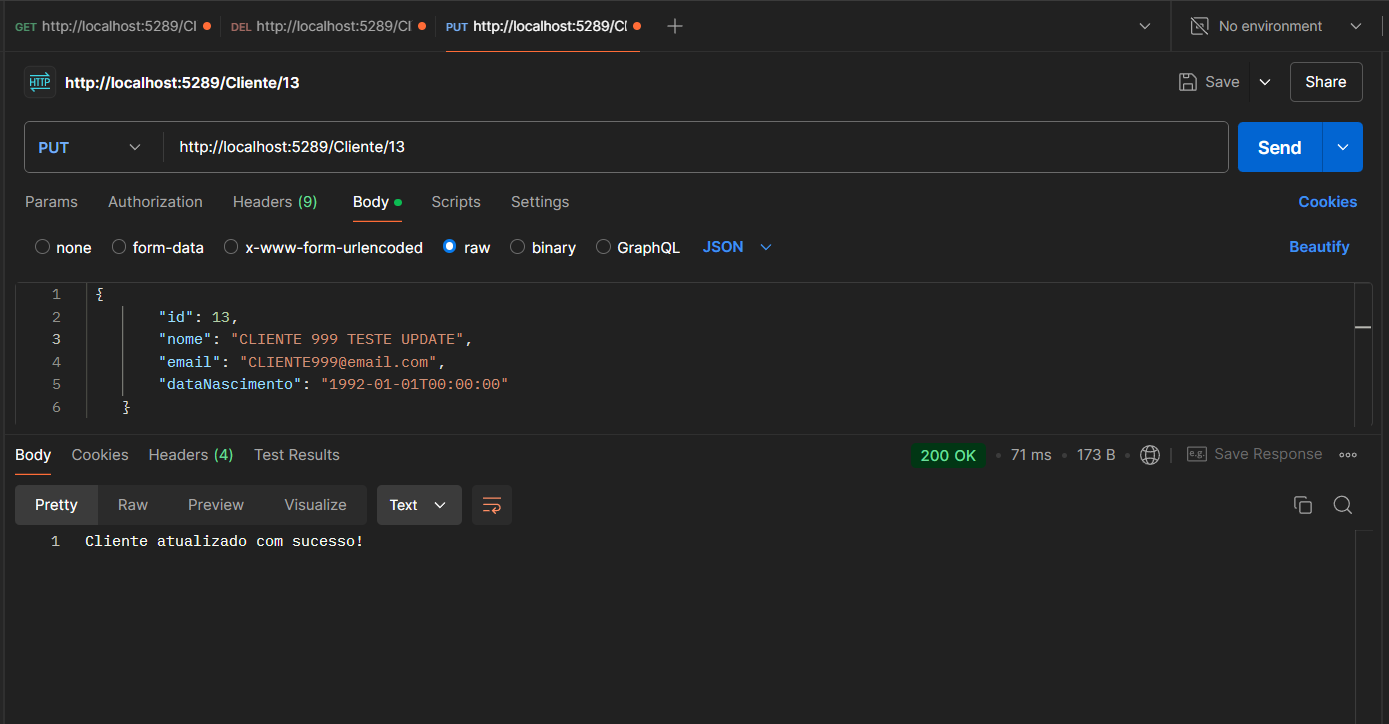 GET http://localhost:5289/Cl DEL http://localhost:5289/Cl PUT http://localhost:5289/Cl No environment
HTTP http://localhost:5289/Cliente/13 Save Share
PUT http://localhost:5289/Cliente/13 Send
Params Authorization Headers (9) Body Scripts Settings Cookies
none form-data x-www-form-urlencoded raw binary GraphQL JSON Beautify
1 {
2 "id": 13,
3 "nome": "CLIENTE 999 TESTE UPDATE",
4 "email": "CLIENTE999@email.com",
5 "dataNascimento": "1992-01-01T00:00:00"
6 }
Body Cookies Headers (4) Test Results 200 OK 71 ms 173 B e.g. Save Response
Pretty Raw Preview Visualize Text
1 Cliente atualizado com sucesso!